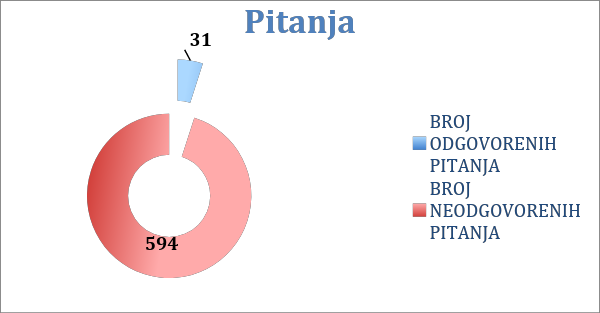 Pitanja
31
594
BROJ
ODGOVORENIH
PITANJA
BROJ
NEODGOVORENIH
PITANJA